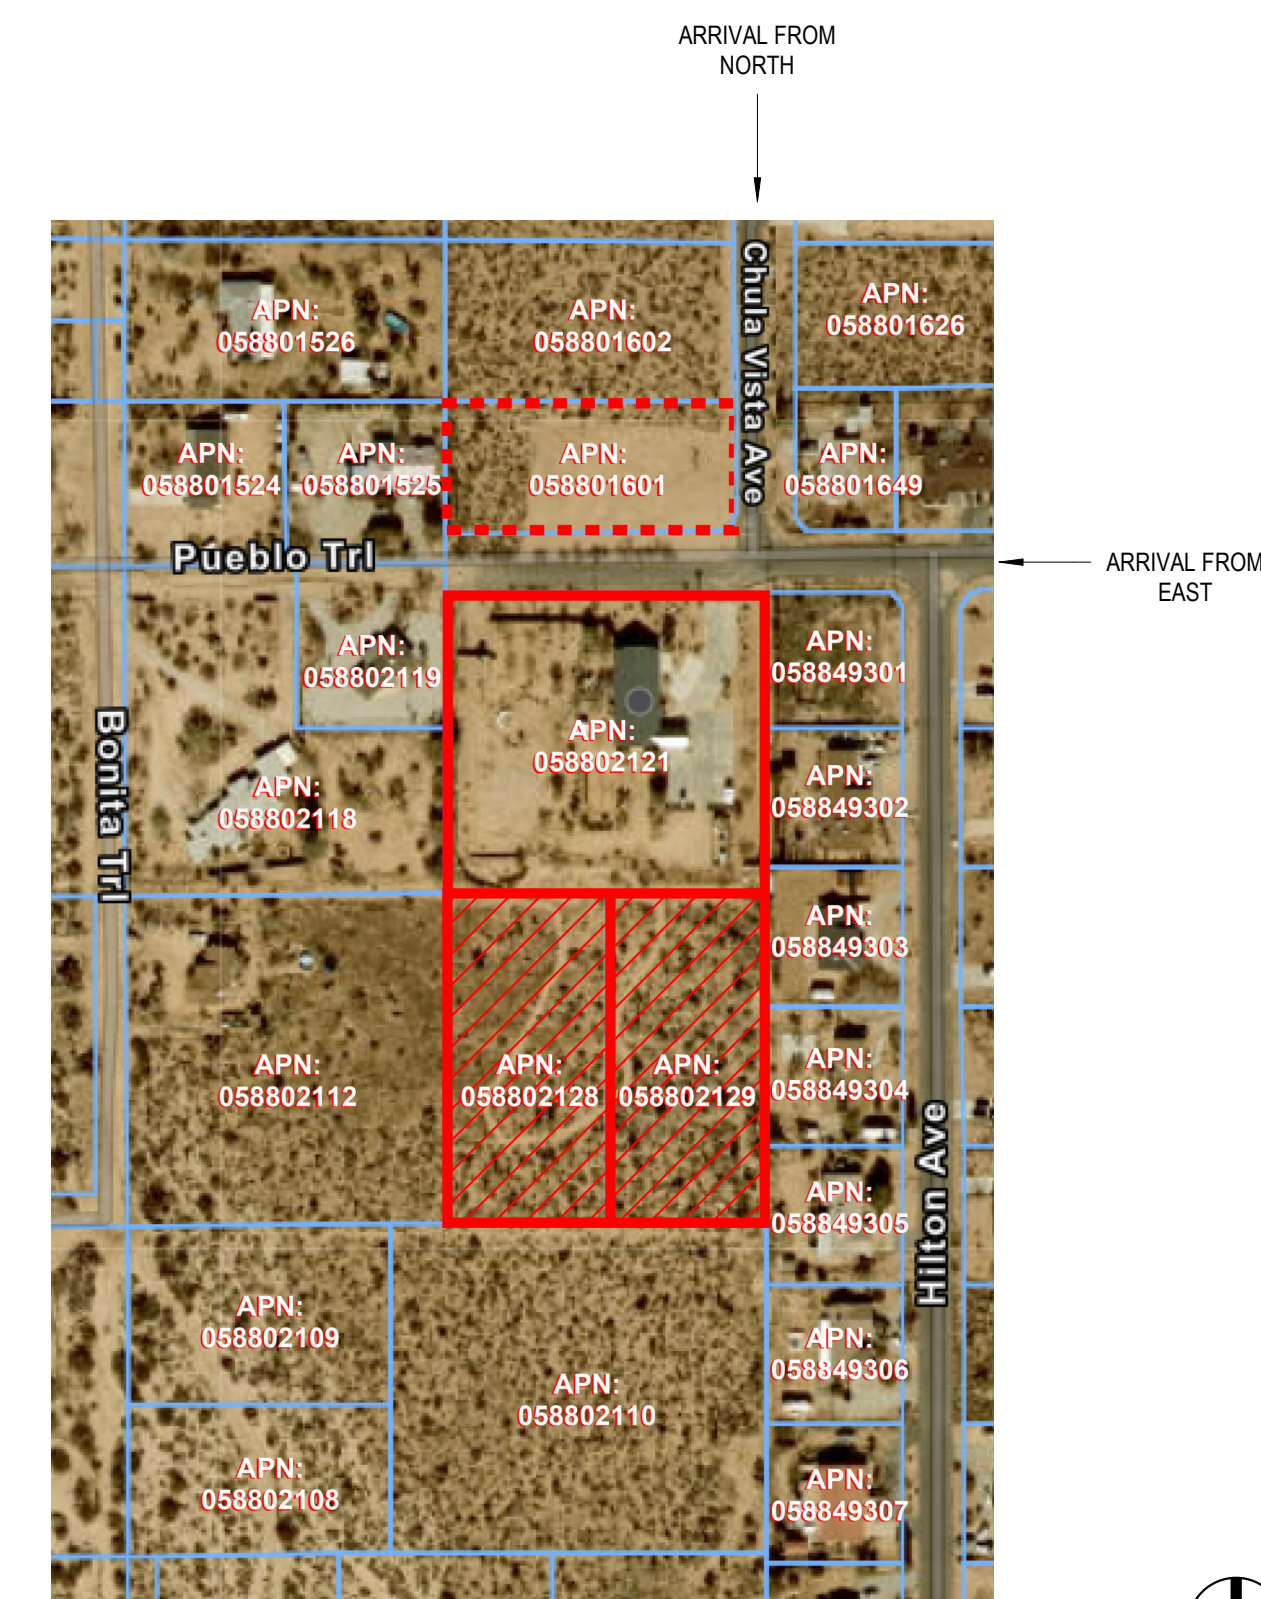 ARRIVAL FROM
NORTH
Chula Vista Ave
APN:
058801626
APN:
058801526
APN:
058801602
APN:
058801524
APN:
058801525
APN:
058801601
APN:
058801649
Pueblo Trl
ARRIVAL FROM
EAST
APN:
058802119
APN:
058849301
APN:
058802121
Bonita Trl
APN:
058802118
APN:
058849302
APN:
058849303
APN:
058802112
APN:
058802128
APN:
058802129
APN:
058849304
Hilton Ave
APN:
058849305
APN:
058802109
APN:
058849306
APN:
058802110
APN:
058802108
APN:
058849307